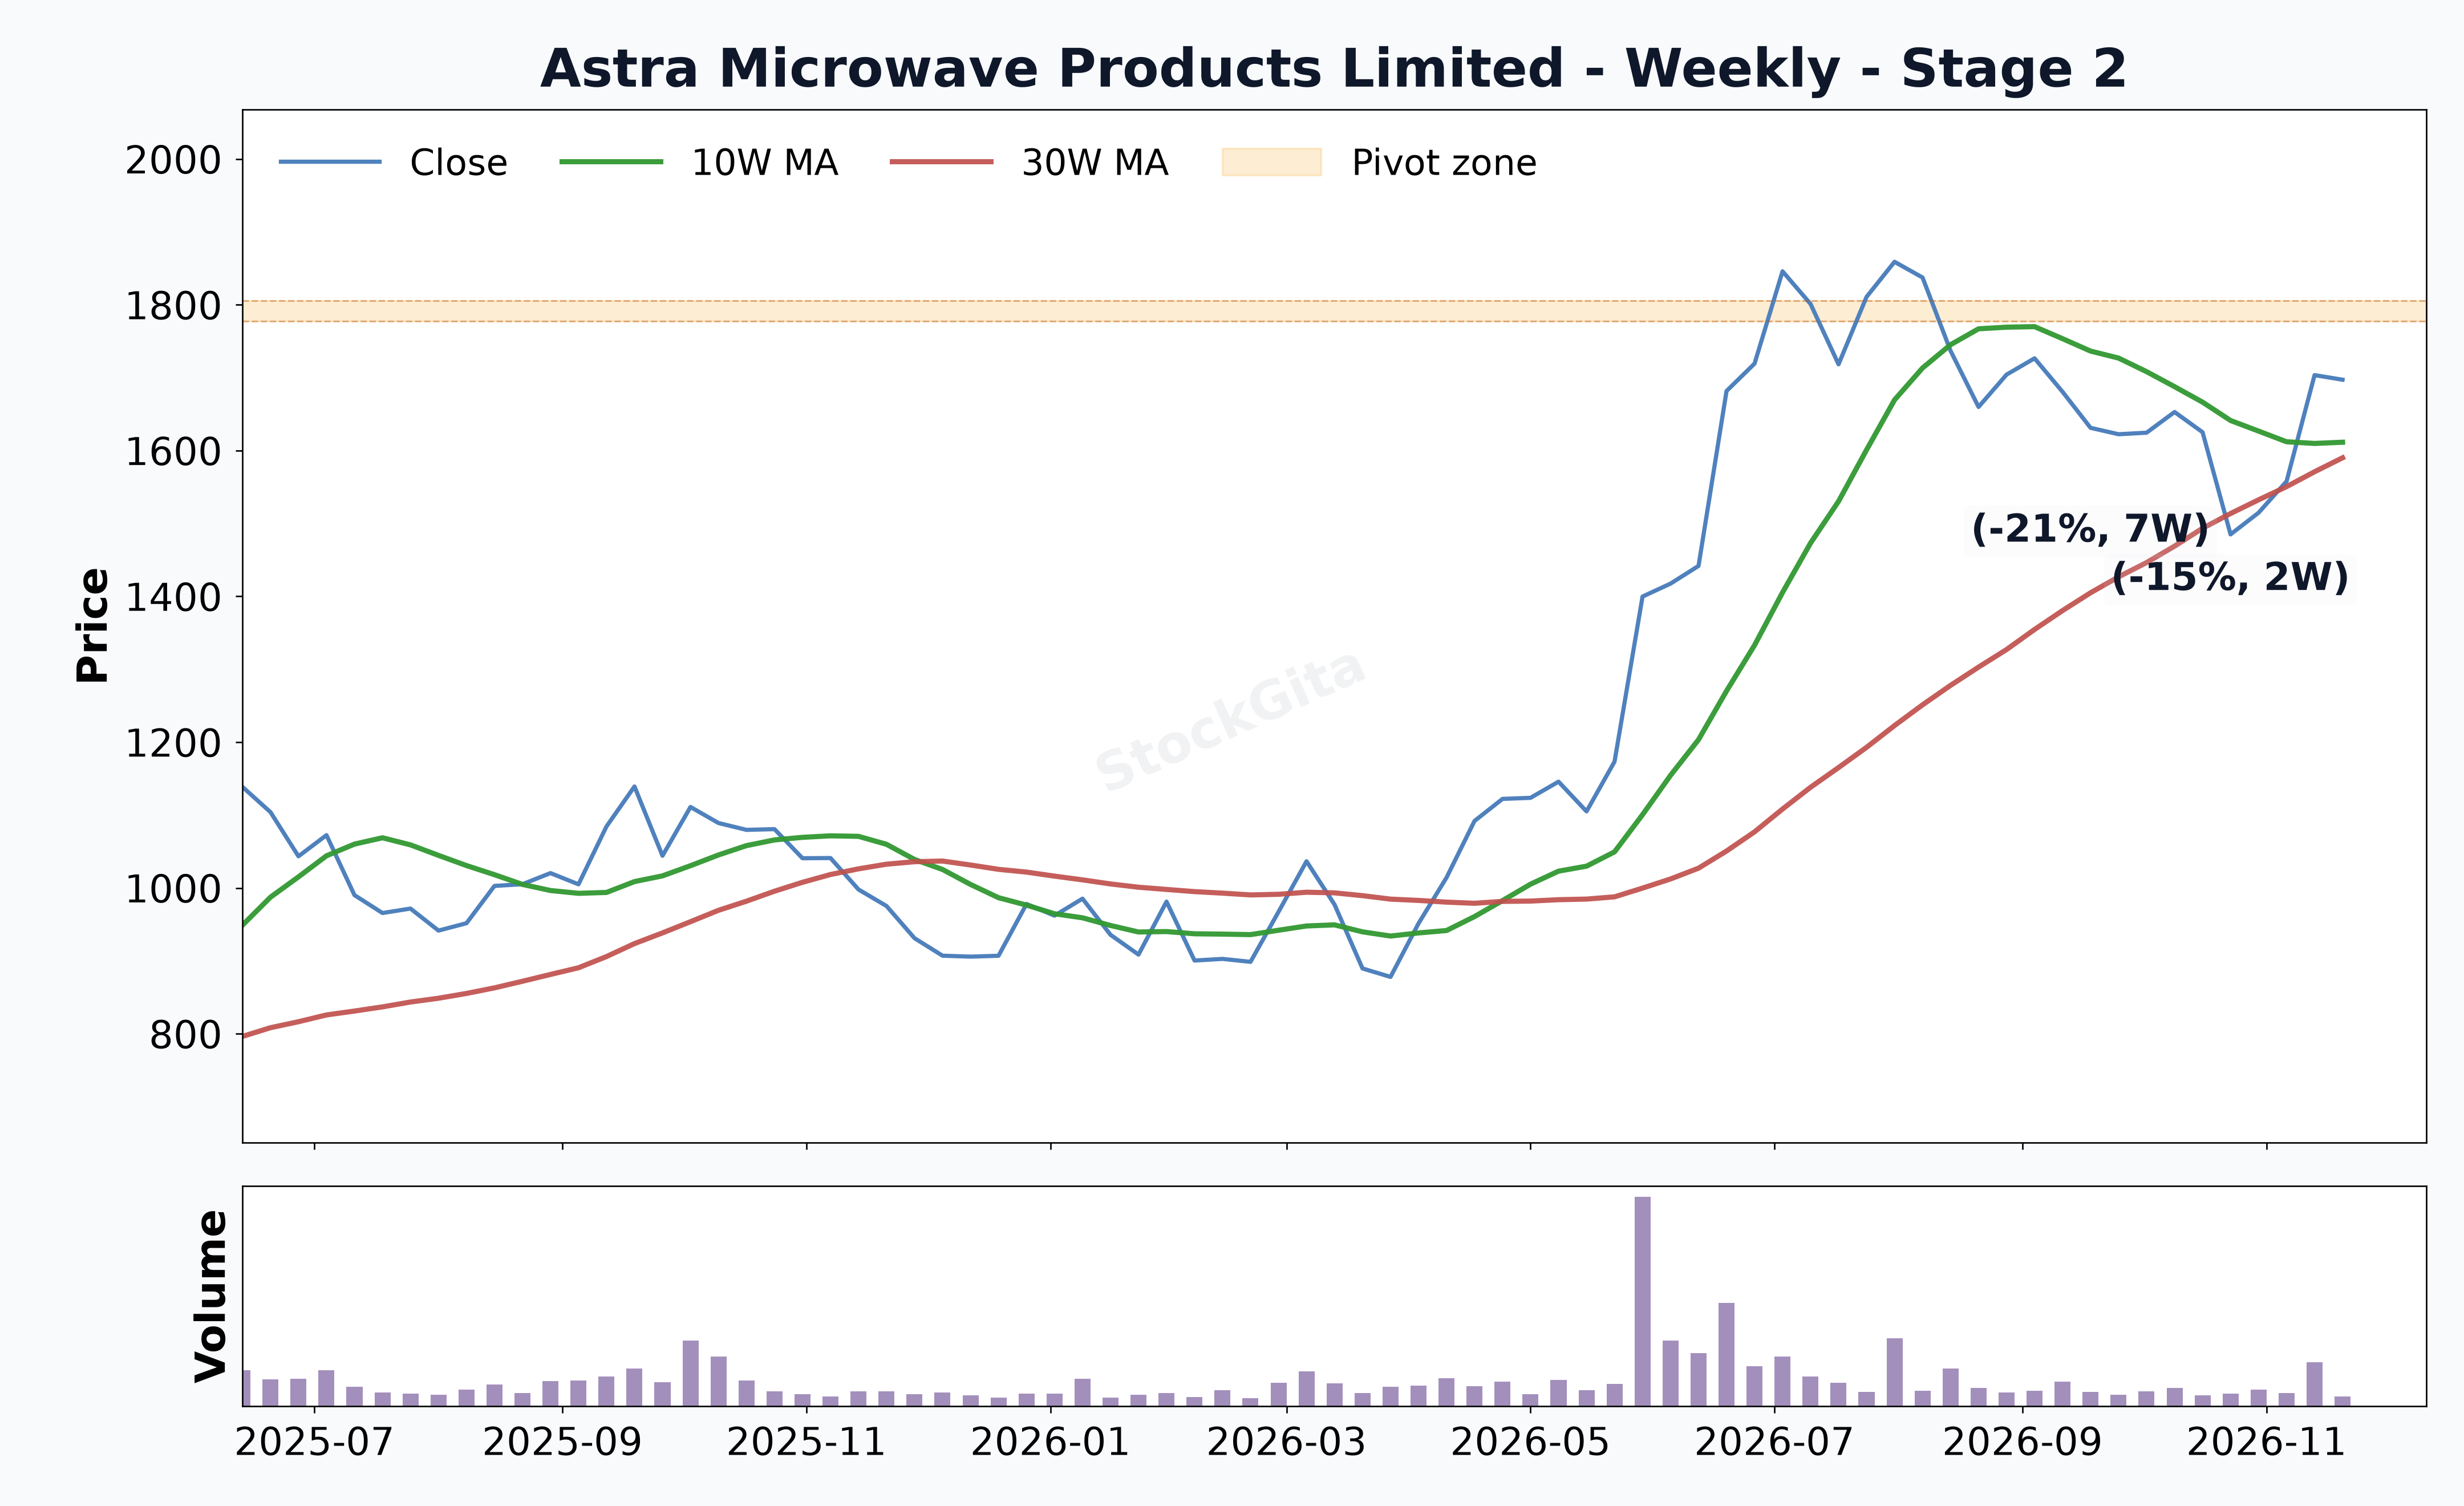 Astra Microwave Products Limited - Weekly - Stage 2
Close 10W MA 30W MA Pivot zone
2000
1800
1600
1400
1200
1000
800
Price
(-21%, 7W)
(-15%, 2W)
StockGita
Volume
2025-07 2025-09 2025-11 2026-01 2026-03 2026-05 2026-07 2026-09 2026-11